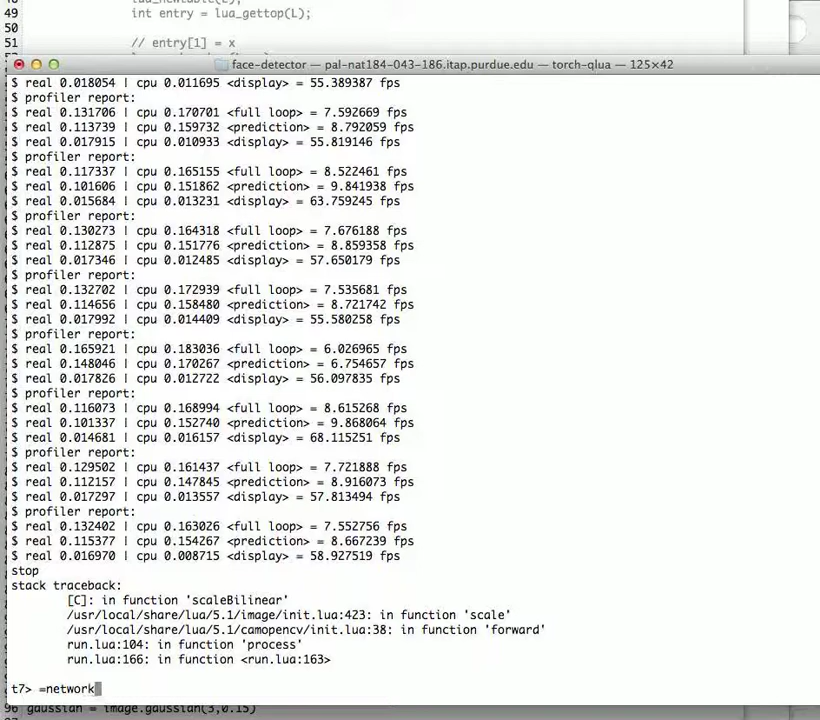 49 lua_newtable(L);
int entry = lua_gettop(L);
50
51 // entry[1] = x
face-detector — pal-nat184-043-186.itap.purdue.edu — torch-qlua — 125×42
$ real 0.018054 | cpu 0.011695 <display> = 55.389387 fps
$ profiler report:
$ real 0.131706 | cpu 0.170701 <full loop> = 7.592669 fps
$ real 0.113739 | cpu 0.159732 <prediction> = 8.792059 fps
$ real 0.017915 | cpu 0.010933 <display> = 55.819146 fps
$ profiler report:
$ real 0.117337 | cpu 0.165155 <full loop> = 8.522461 fps
$ real 0.101606 | cpu 0.151862 <prediction> = 9.841938 fps
$ real 0.015684 | cpu 0.013231 <display> = 63.759245 fps
$ profiler report:
$ real 0.130273 | cpu 0.164318 <full loop> = 7.676188 fps
$ real 0.112875 | cpu 0.151776 <prediction> = 8.859358 fps
$ real 0.017346 | cpu 0.012485 <display> = 57.650179 fps
$ profiler report:
$ real 0.132702 | cpu 0.172939 <full loop> = 7.535681 fps
$ real 0.114656 | cpu 0.158480 <prediction> = 8.721742 fps
$ real 0.017992 | cpu 0.014409 <display> = 55.580258 fps
$ profiler report:
$ real 0.165921 | cpu 0.183036 <full loop> = 6.026965 fps
$ real 0.148046 | cpu 0.170267 <prediction> = 6.754657 fps
$ real 0.017826 | cpu 0.012722 <display> = 56.097835 fps
$ profiler report:
$ real 0.116073 | cpu 0.168994 <full loop> = 8.615268 fps
$ real 0.101337 | cpu 0.152740 <prediction> = 9.868064 fps
$ real 0.014681 | cpu 0.016157 <display> = 68.115251 fps
$ profiler report:
$ real 0.129502 | cpu 0.161437 <full loop> = 7.721888 fps
$ real 0.112157 | cpu 0.147845 <prediction> = 8.916073 fps
$ real 0.017297 | cpu 0.013557 <display> = 57.813494 fps
$ profiler report:
$ real 0.132402 | cpu 0.163026 <full loop> = 7.552756 fps
$ real 0.115377 | cpu 0.154267 <prediction> = 8.667239 fps
$ real 0.016970 | cpu 0.008715 <display> = 58.927519 fps
stop
stack traceback:
[C]: in function 'scaleBilinear'
/usr/local/share/lua/5.1/image/init.lua:423: in function 'scale'
/usr/local/share/lua/5.1/camopencv/init.lua:38: in function 'forward'
run.lua:104: in function 'process'
run.lua:166: in function <run.lua:163>
t7> =network
96 gaussian = image.gaussian(3,0.15)